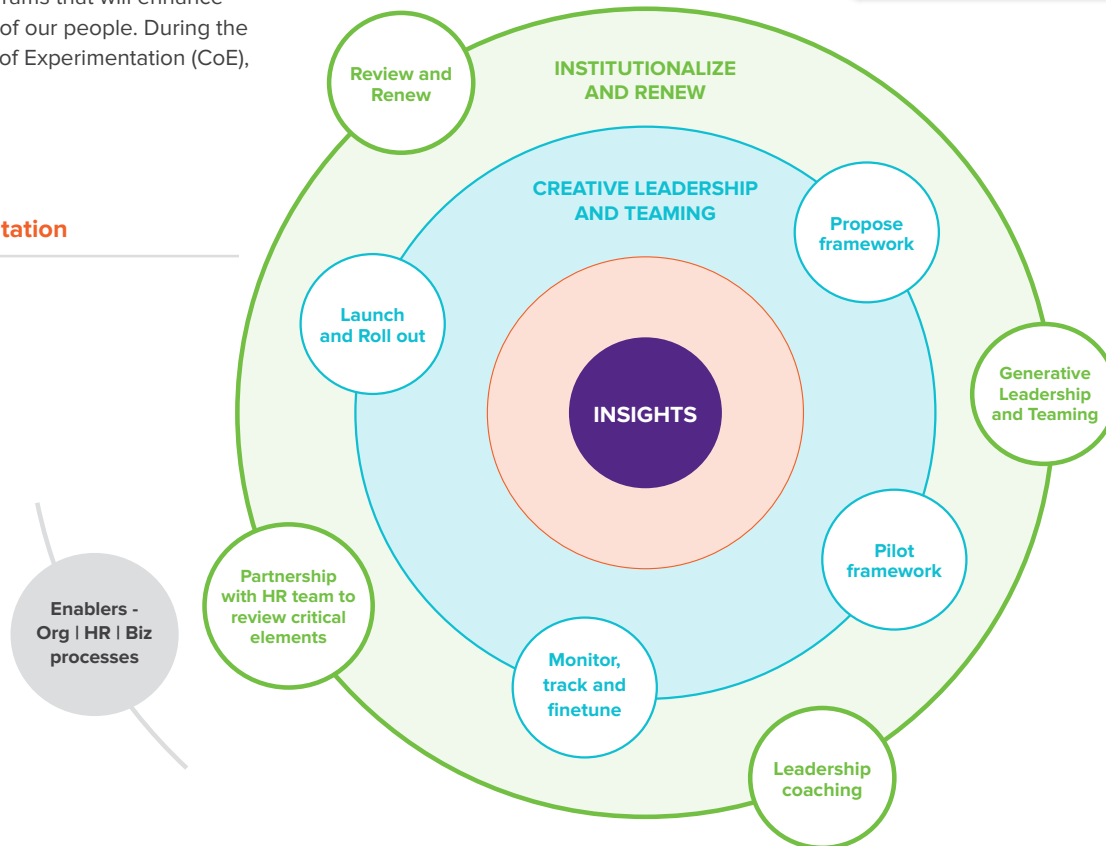 of our people. During the
of Experimentation (CoE),
Review and
Renew
INSTITUTIONALIZE
AND RENEW
CREATIVE LEADERSHIP
AND TEAMING
Propose
framework
Launch
and Roll out
Generative
Leadership
and Teaming
INSIGHTS
Pilot
framework
Partnership
with HR team to
review critical
elements
Enablers -
Org | HR | Biz
processes
Monitor,
track and
finetune
Leadership
coaching